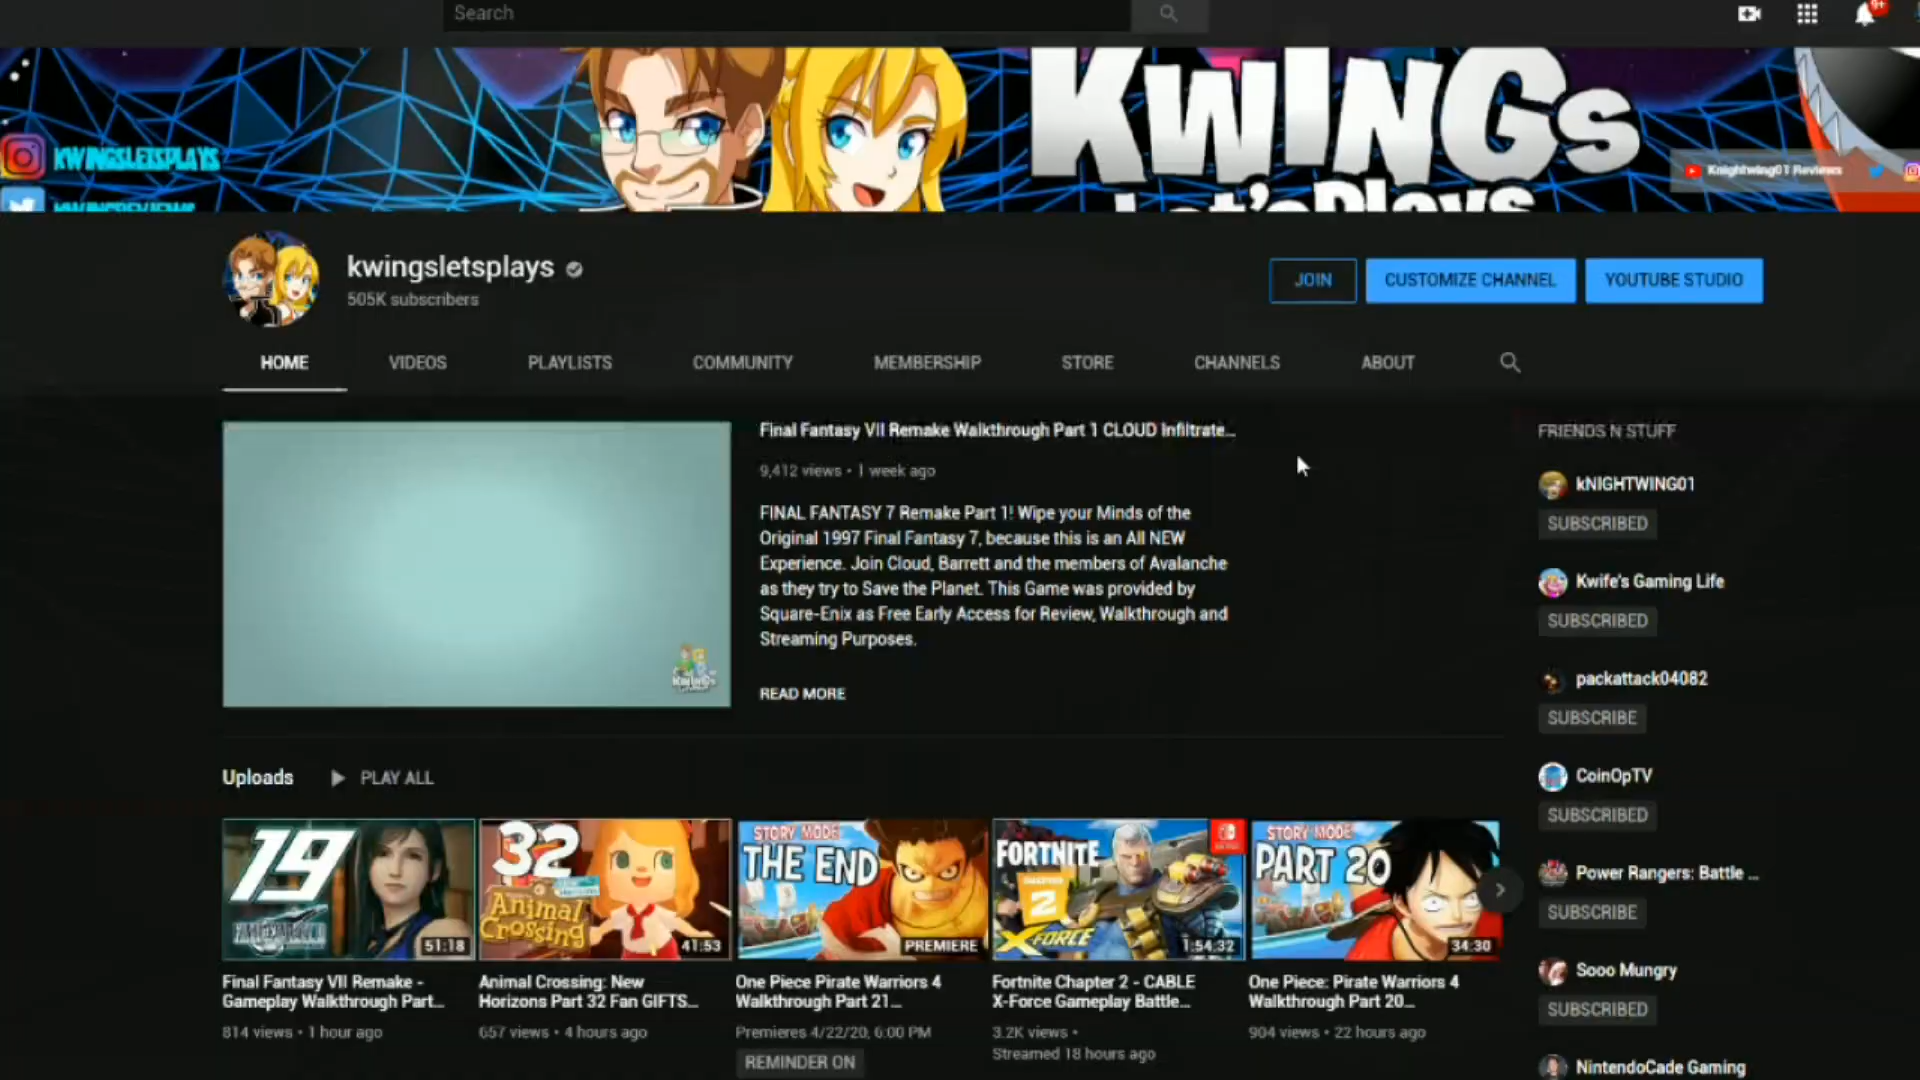 Search
9+
KWINGs
Let'sPlays
KWINGSLETSPLAYS
KWINGREVIEWS
Knightwing01 Reviews
kwingsletsplays
505K subscribers
JOIN
CUSTOMIZE CHANNEL
YOUTUBE STUDIO
HOME
VIDEOS
PLAYLISTS
COMMUNITY
MEMBERSHIP
STORE
CHANNELS
ABOUT
Final Fantasy VII Remake Walkthrough Part 1 CLOUD Infiltrate...
9,412 views • 1 week ago
FINAL FANTASY 7 Remake Part 1! Wipe your Minds of the
Original 1997 Final Fantasy 7, because this is an All NEW
Experience. Join Cloud, Barrett and the members of Avalanche
as they try to Save the Planet. This Game was provided by
Square-Enix as Free Early Access for Review, Walkthrough and
Streaming Purposes.
READ MORE
KWINGs
FRIENDS N STUFF
kNIGHTWING01
SUBSCRIBED
Kwife's Gaming Life
SUBSCRIBED
packattack04082
SUBSCRIBE
CoinOpTV
SUBSCRIBED
Power Rangers: Battle ...
SUBSCRIBE
Sooo Mungry
SUBSCRIBED
NintendoCade Gaming
Uploads
PLAY ALL
19
51:18
Final Fantasy VII Remake -
Gameplay Walkthrough Part...
814 views • 1 hour ago
32
Animal
Crossing
41:53
Animal Crossing: New
Horizons Part 32 Fan GIFTS...
657 views • 4 hours ago
STORY MODE
THE END
PREMIERE
One Piece Pirate Warriors 4
Walkthrough Part 21...
Premieres 4/22/20, 6:00 PM
REMINDER ON
FORTNITE
CHAPTER
2
X-FORCE
1:54:32
Fortnite Chapter 2 - CABLE
X-Force Gameplay Battle...
3.2K views •
Streamed 18 hours ago
STORY MODE
PART 20
34:30
One Piece: Pirate Warriors 4
Walkthrough Part 20...
904 views • 22 hours ago